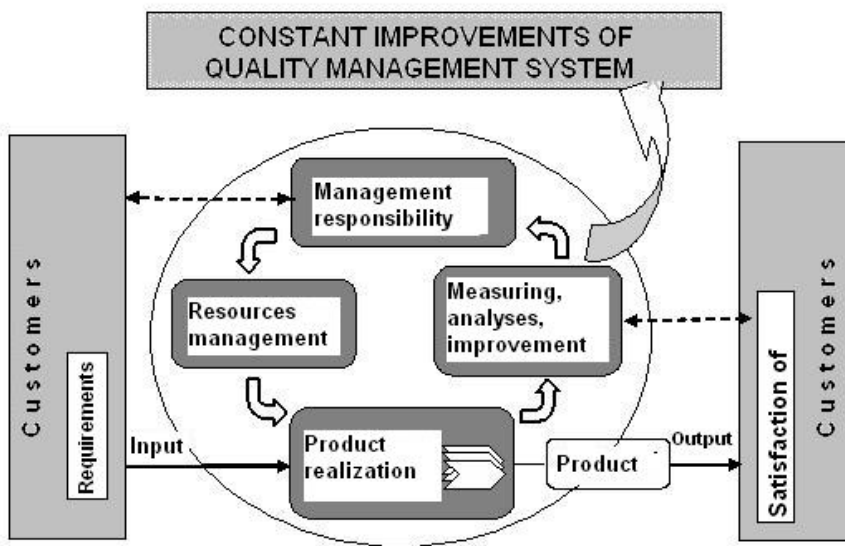 CONSTANT IMPROVEMENTS OF
QUALITY MANAGEMENT SYSTEM
Customers
Requirements
Management
responsibility
Resources
management
Measuring,
analyses,
improvement
Input
Product
realization
Product
Output
Satisfaction of
Customers